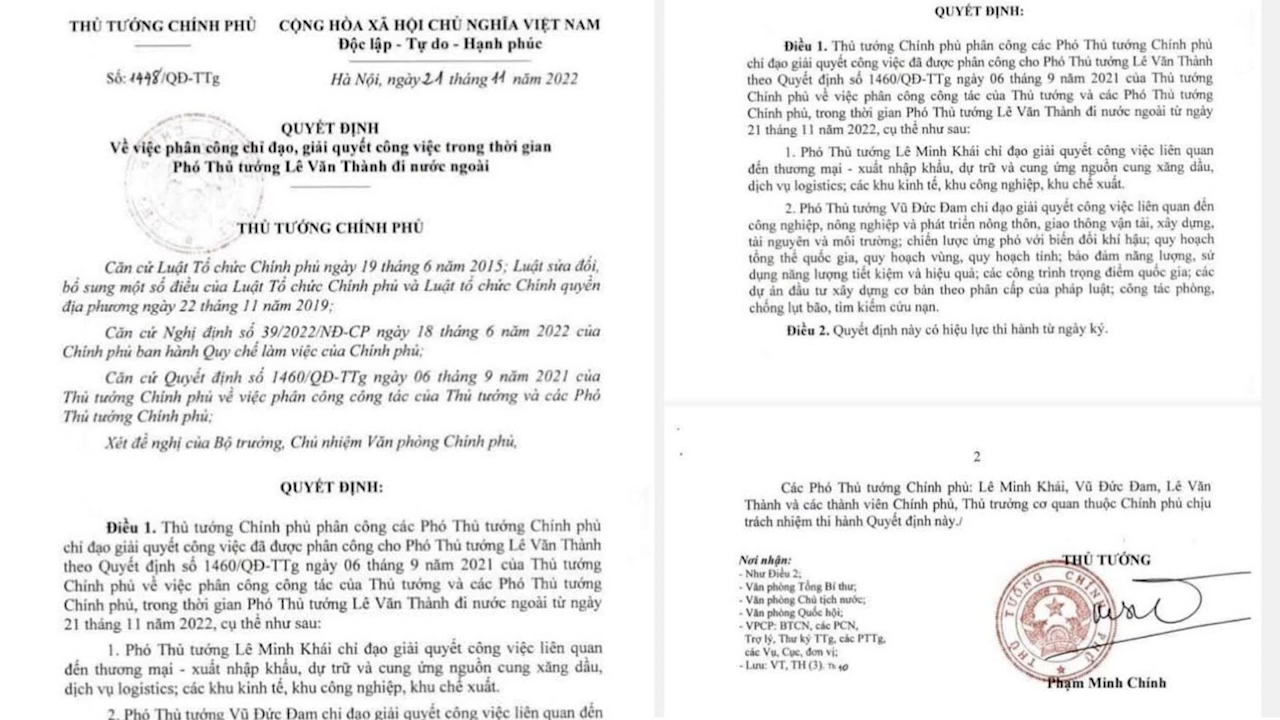 THỦ TƯỚNG CHÍNH PHỦ
CỘNG HÒA XÃ HỘI CHỦ NGHĨA VIỆT NAM
Độc lập - Tự do - Hạnh phúc
Số: 1448/QĐ-TTg
Hà Nội, ngày 21 tháng 11 năm 2022
QUYẾT ĐỊNH
Về việc phân công chỉ đạo, giải quyết công việc trong thời gian
Phó Thủ tướng Lê Văn Thành đi nước ngoài
THỦ TƯỚNG CHÍNH PHỦ
Căn cứ Luật Tổ chức Chính phủ ngày 19 tháng 6 năm 2015; Luật sửa đổi,
bổ sung một số điều của Luật Tổ chức Chính phủ và Luật tổ chức Chính quyền
địa phương ngày 22 tháng 11 năm 2019;
Căn cứ Nghị định số 39/2022/NĐ-CP ngày 18 tháng 6 năm 2022 của
Chính phủ ban hành Quy chế làm việc của Chính phủ;
Căn cứ Quyết định số 1460/QĐ-TTg ngày 06 tháng 9 năm 2021 của
Thủ tướng Chính phủ về việc phân công công tác của Thủ tướng và các Phó
Thủ tướng Chính phủ;
Xét đề nghị của Bộ trưởng, Chủ nhiệm Văn phòng Chính phủ,
QUYẾT ĐỊNH:
Điều 1. Thủ tướng Chính phủ phân công các Phó Thủ tướng Chính phủ
chỉ đạo giải quyết công việc đã được phân công cho Phó Thủ tướng Lê Văn Thành
theo Quyết định số 1460/QĐ-TTg ngày 06 tháng 9 năm 2021 của Thủ tướng
Chính phủ về việc phân công công tác của Thủ tướng và các Phó Thủ tướng
Chính phủ, trong thời gian Phó Thủ tướng Lê Văn Thành đi nước ngoài từ ngày
21 tháng 11 năm 2022, cụ thể như sau:
1. Phó Thủ tướng Lê Minh Khái chỉ đạo giải quyết công việc liên quan
đến thương mại - xuất nhập khẩu, dự trữ và cung ứng nguồn cung xăng dầu,
dịch vụ logistics; các khu kinh tế, khu công nghiệp, khu chế xuất.
2. Phó Thủ tướng Vũ Đức Đam chỉ đạo giải quyết công việc liên quan đến
QUYẾT ĐỊNH:
Điều 1. Thủ tướng Chính phủ phân công các Phó Thủ tướng Chính phủ
chỉ đạo giải quyết công việc đã được phân công cho Phó Thủ tướng Lê Văn Thành
theo Quyết định số 1460/QĐ-TTg ngày 06 tháng 9 năm 2021 của Thủ tướng
Chính phủ về việc phân công công tác của Thủ tướng và các Phó Thủ tướng
Chính phủ, trong thời gian Phó Thủ tướng Lê Văn Thành đi nước ngoài từ ngày
21 tháng 11 năm 2022, cụ thể như sau:
1. Phó Thủ tướng Lê Minh Khái chỉ đạo giải quyết công việc liên quan
đến thương mại - xuất nhập khẩu, dự trữ và cung ứng nguồn cung xăng dầu,
dịch vụ logistics; các khu kinh tế, khu công nghiệp, khu chế xuất.
2. Phó Thủ tướng Vũ Đức Đam chỉ đạo giải quyết công việc liên quan đến
công nghiệp, nông nghiệp và phát triển nông thôn, giao thông vận tải, xây dựng,
tài nguyên và môi trường; chiến lược ứng phó với biến đổi khí hậu; quy hoạch
tổng thể quốc gia, quy hoạch vùng, quy hoạch tỉnh; bảo đảm năng lượng, sử
dụng năng lượng tiết kiệm và hiệu quả; các công trình trọng điểm quốc gia; các
dự án đầu tư xây dựng cơ bản theo phân cấp của pháp luật; công tác phòng,
chống lụt bão, tìm kiếm cứu nạn.
Điều 2. Quyết định này có hiệu lực thi hành từ ngày ký.
2
Các Phó Thủ tướng Chính phủ: Lê Minh Khái, Vũ Đức Đam, Lê Văn
Thành và các thành viên Chính phủ, Thủ trưởng cơ quan thuộc Chính phủ chịu
trách nhiệm thi hành Quyết định này./
Nơi nhận:
- Như Điều 2;
- Văn phòng Tổng Bí thư;
- Văn phòng Chủ tịch nước;
- Văn phòng Quốc hội;
- VPCP: BTCN, các PCN,
Trợ lý, Thư ký TTg, các PTTg,
các Vụ, Cục, đơn vị;
- Lưu: VT, TH (3).
THỦ TƯỚNG
THỦ TƯỚNG CHÍNH PHỦ
Phạm Minh Chính